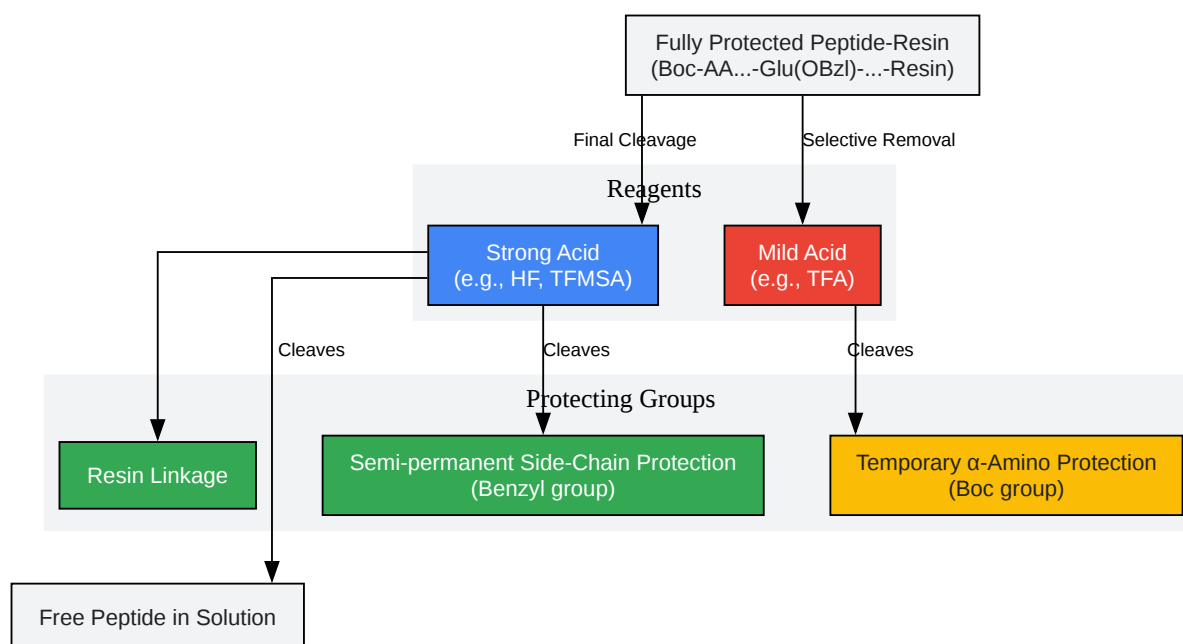 Fully Protected Peptide-Resin
(Boc-AA...-Glu(OBzl)-...-Resin)
Final Cleavage
Selective Removal
Reagents
Strong Acid
(e.g., HF, TFMSA)
Mild Acid
(e.g., TFA)
Cleaves
Cleaves
Cleaves
Protecting Groups
Resin Linkage
Semi-permanent Side-Chain Protection
(Benzyl group)
Temporary α-Amino Protection
(Boc group)
Free Peptide in Solution